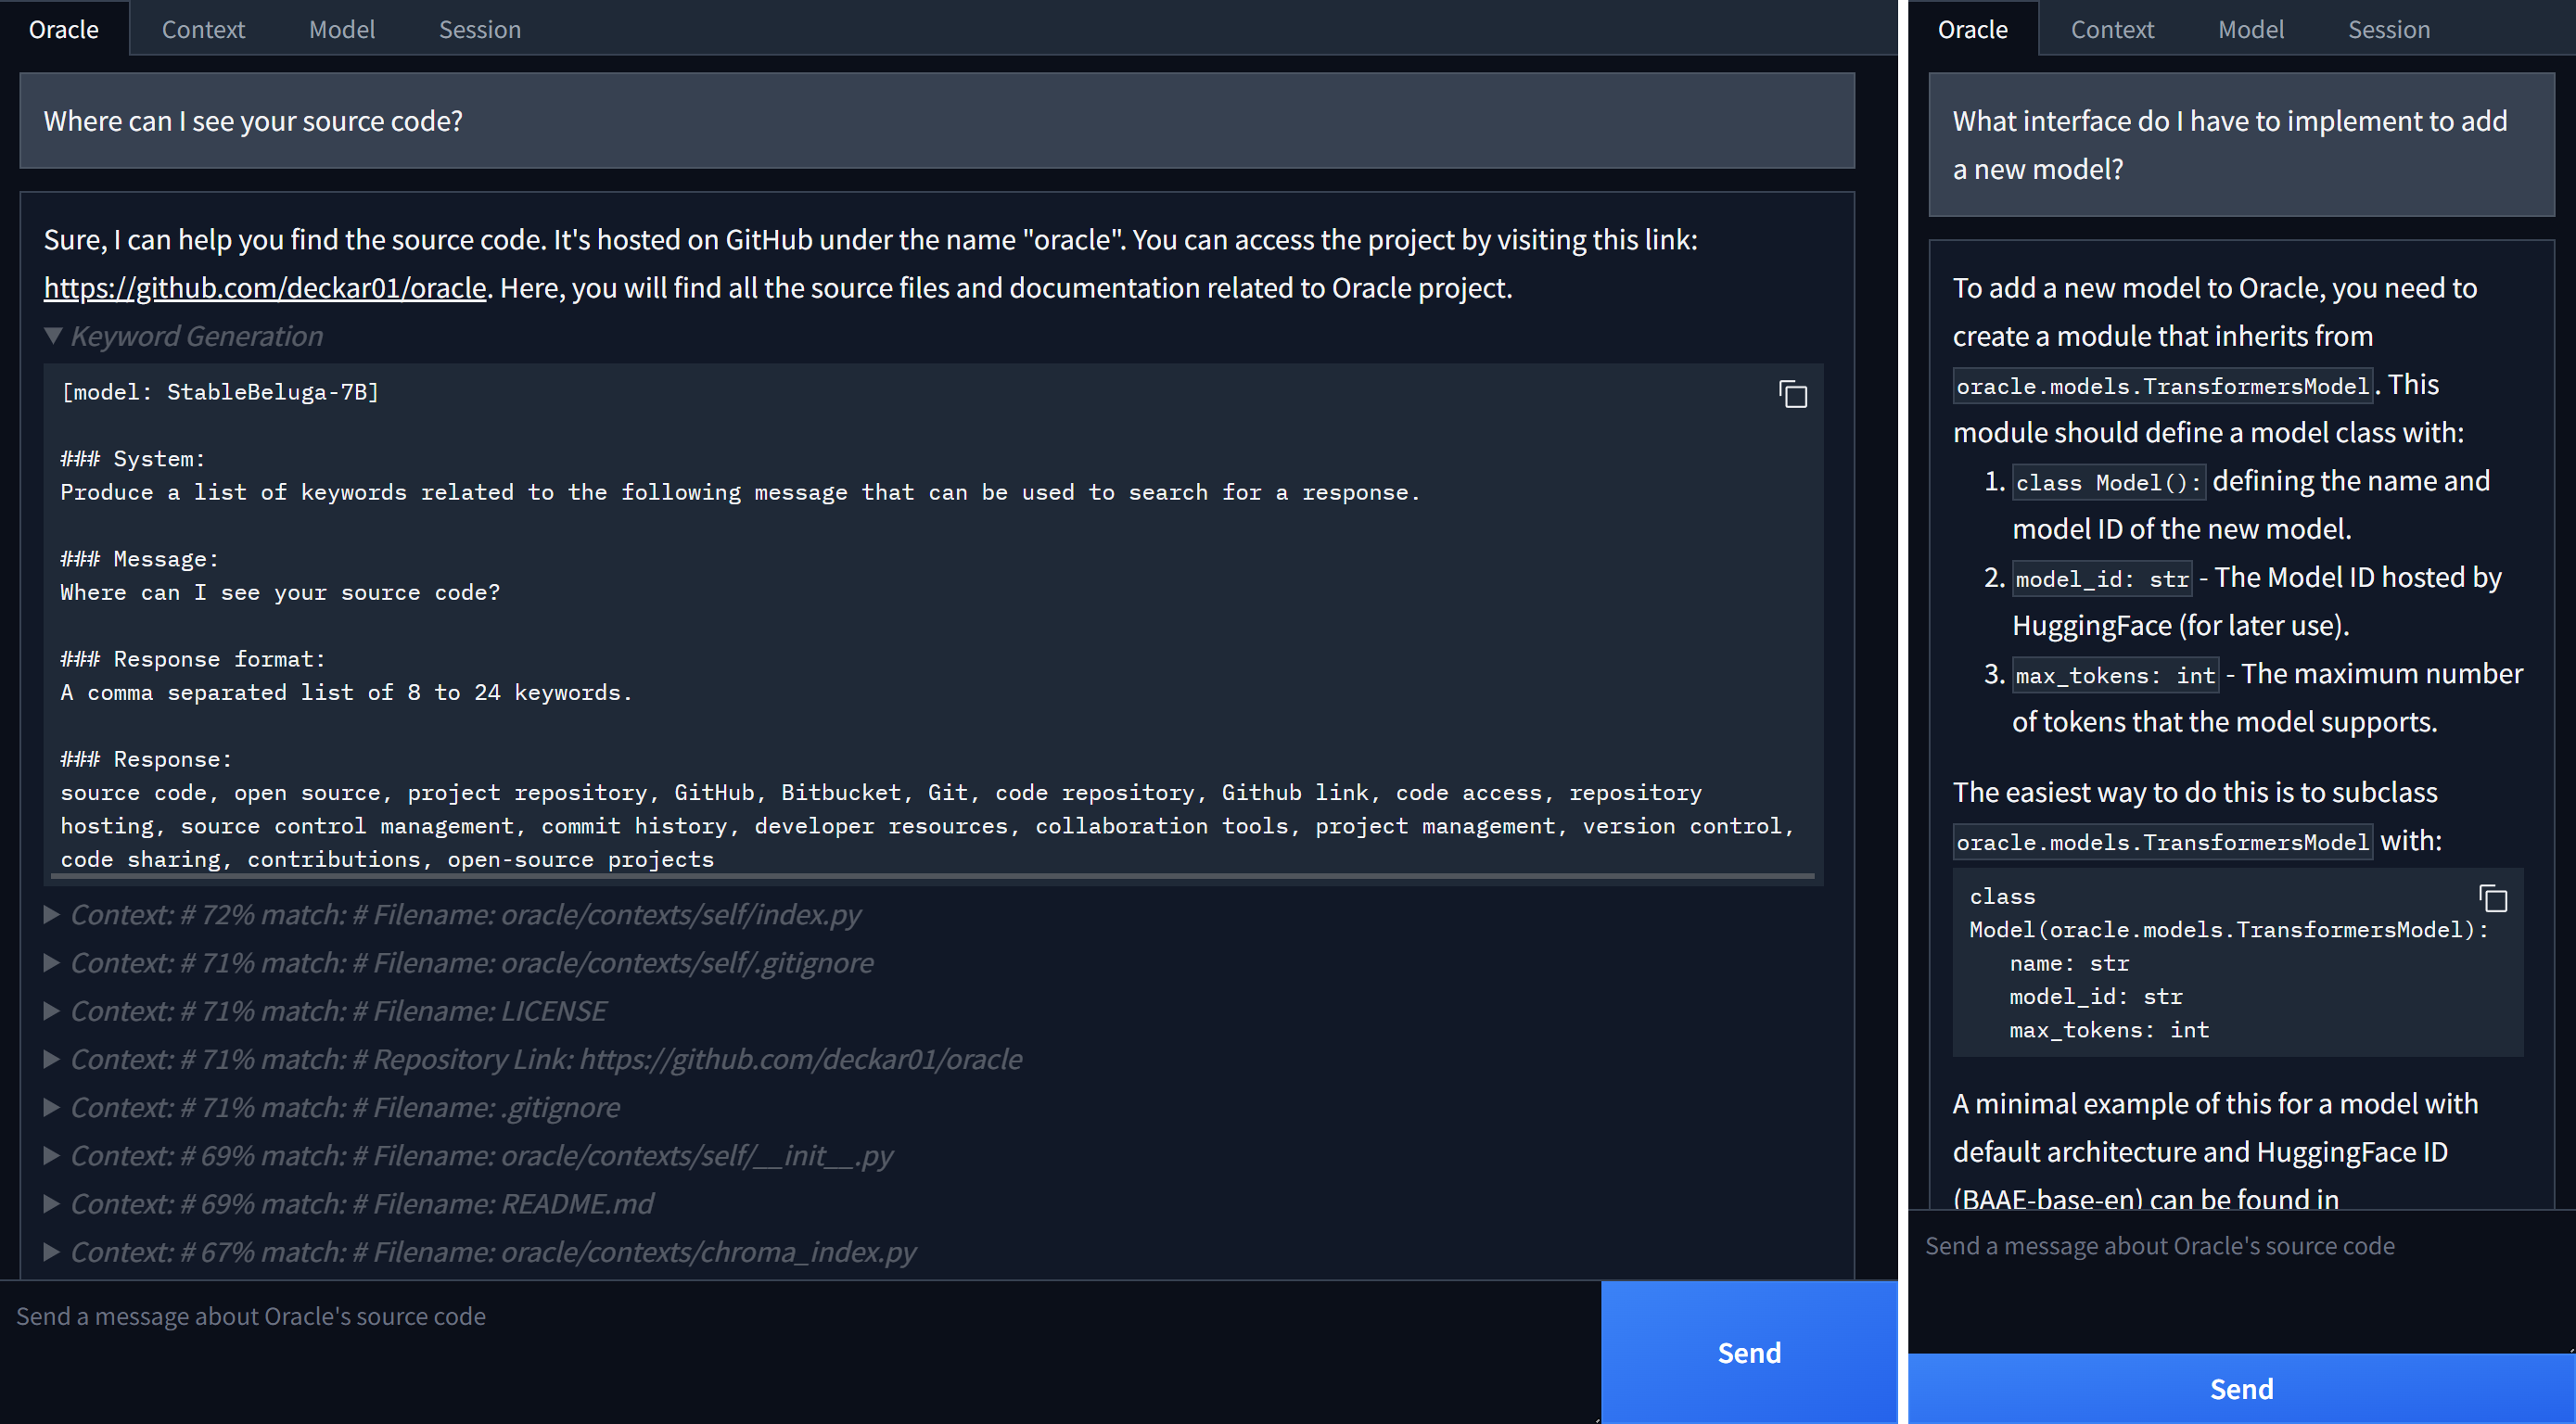 Oracle Context Model Session
Where can I see your source code?
Sure, I can help you find the source code. It's hosted on GitHub under the name "oracle". You can access the project by visiting this link:
https://github.com/deckar01/oracle. Here, you will find all the source files and documentation related to Oracle project.
▼ Keyword Generation
[model: StableBeluga-7B]
### System:
Produce a list of keywords related to the following message that can be used to search for a response.
### Message:
Where can I see your source code?
### Response format:
A comma separated list of 8 to 24 keywords.
### Response:
source code, open source, project repository, GitHub, Bitbucket, Git, code repository, Github link, code access, repository
hosting, source control management, commit history, developer resources, collaboration tools, project management, version control,
code sharing, contributions, open-source projects
▶ Context: # 72% match: # Filename: oracle/contexts/self/index.py
▶ Context: # 71% match: # Filename: oracle/contexts/self/.gitignore
▶ Context: # 71% match: # Filename: LICENSE
▶ Context: # 71% match: # Repository Link: https://github.com/deckar01/oracle
▶ Context: # 71% match: # Filename: .gitignore
▶ Context: # 69% match: # Filename: oracle/contexts/self/__init__.py
▶ Context: # 69% match: # Filename: README.md
▶ Context: # 67% match: # Filename: oracle/contexts/chroma_index.py
Send a message about Oracle's source code
Send
Oracle Context Model Session
What interface do I have to implement to add
a new model?
To add a new model to Oracle, you need to
create a module that inherits from
oracle.models.TransformersModel. This
module should define a model class with:
1. class Model(): defining the name and
model ID of the new model.
2. model_id: str - The Model ID hosted by
HuggingFace (for later use).
3. max_tokens: int - The maximum number
of tokens that the model supports.
The easiest way to do this is to subclass
oracle.models.TransformersModel with:
class
Model(oracle.models.TransformersModel):
name: str
model_id: str
max_tokens: int
A minimal example of this for a model with
default architecture and HuggingFace ID
(BAAE-base-en) can be found in
Send a message about Oracle's source code
Send